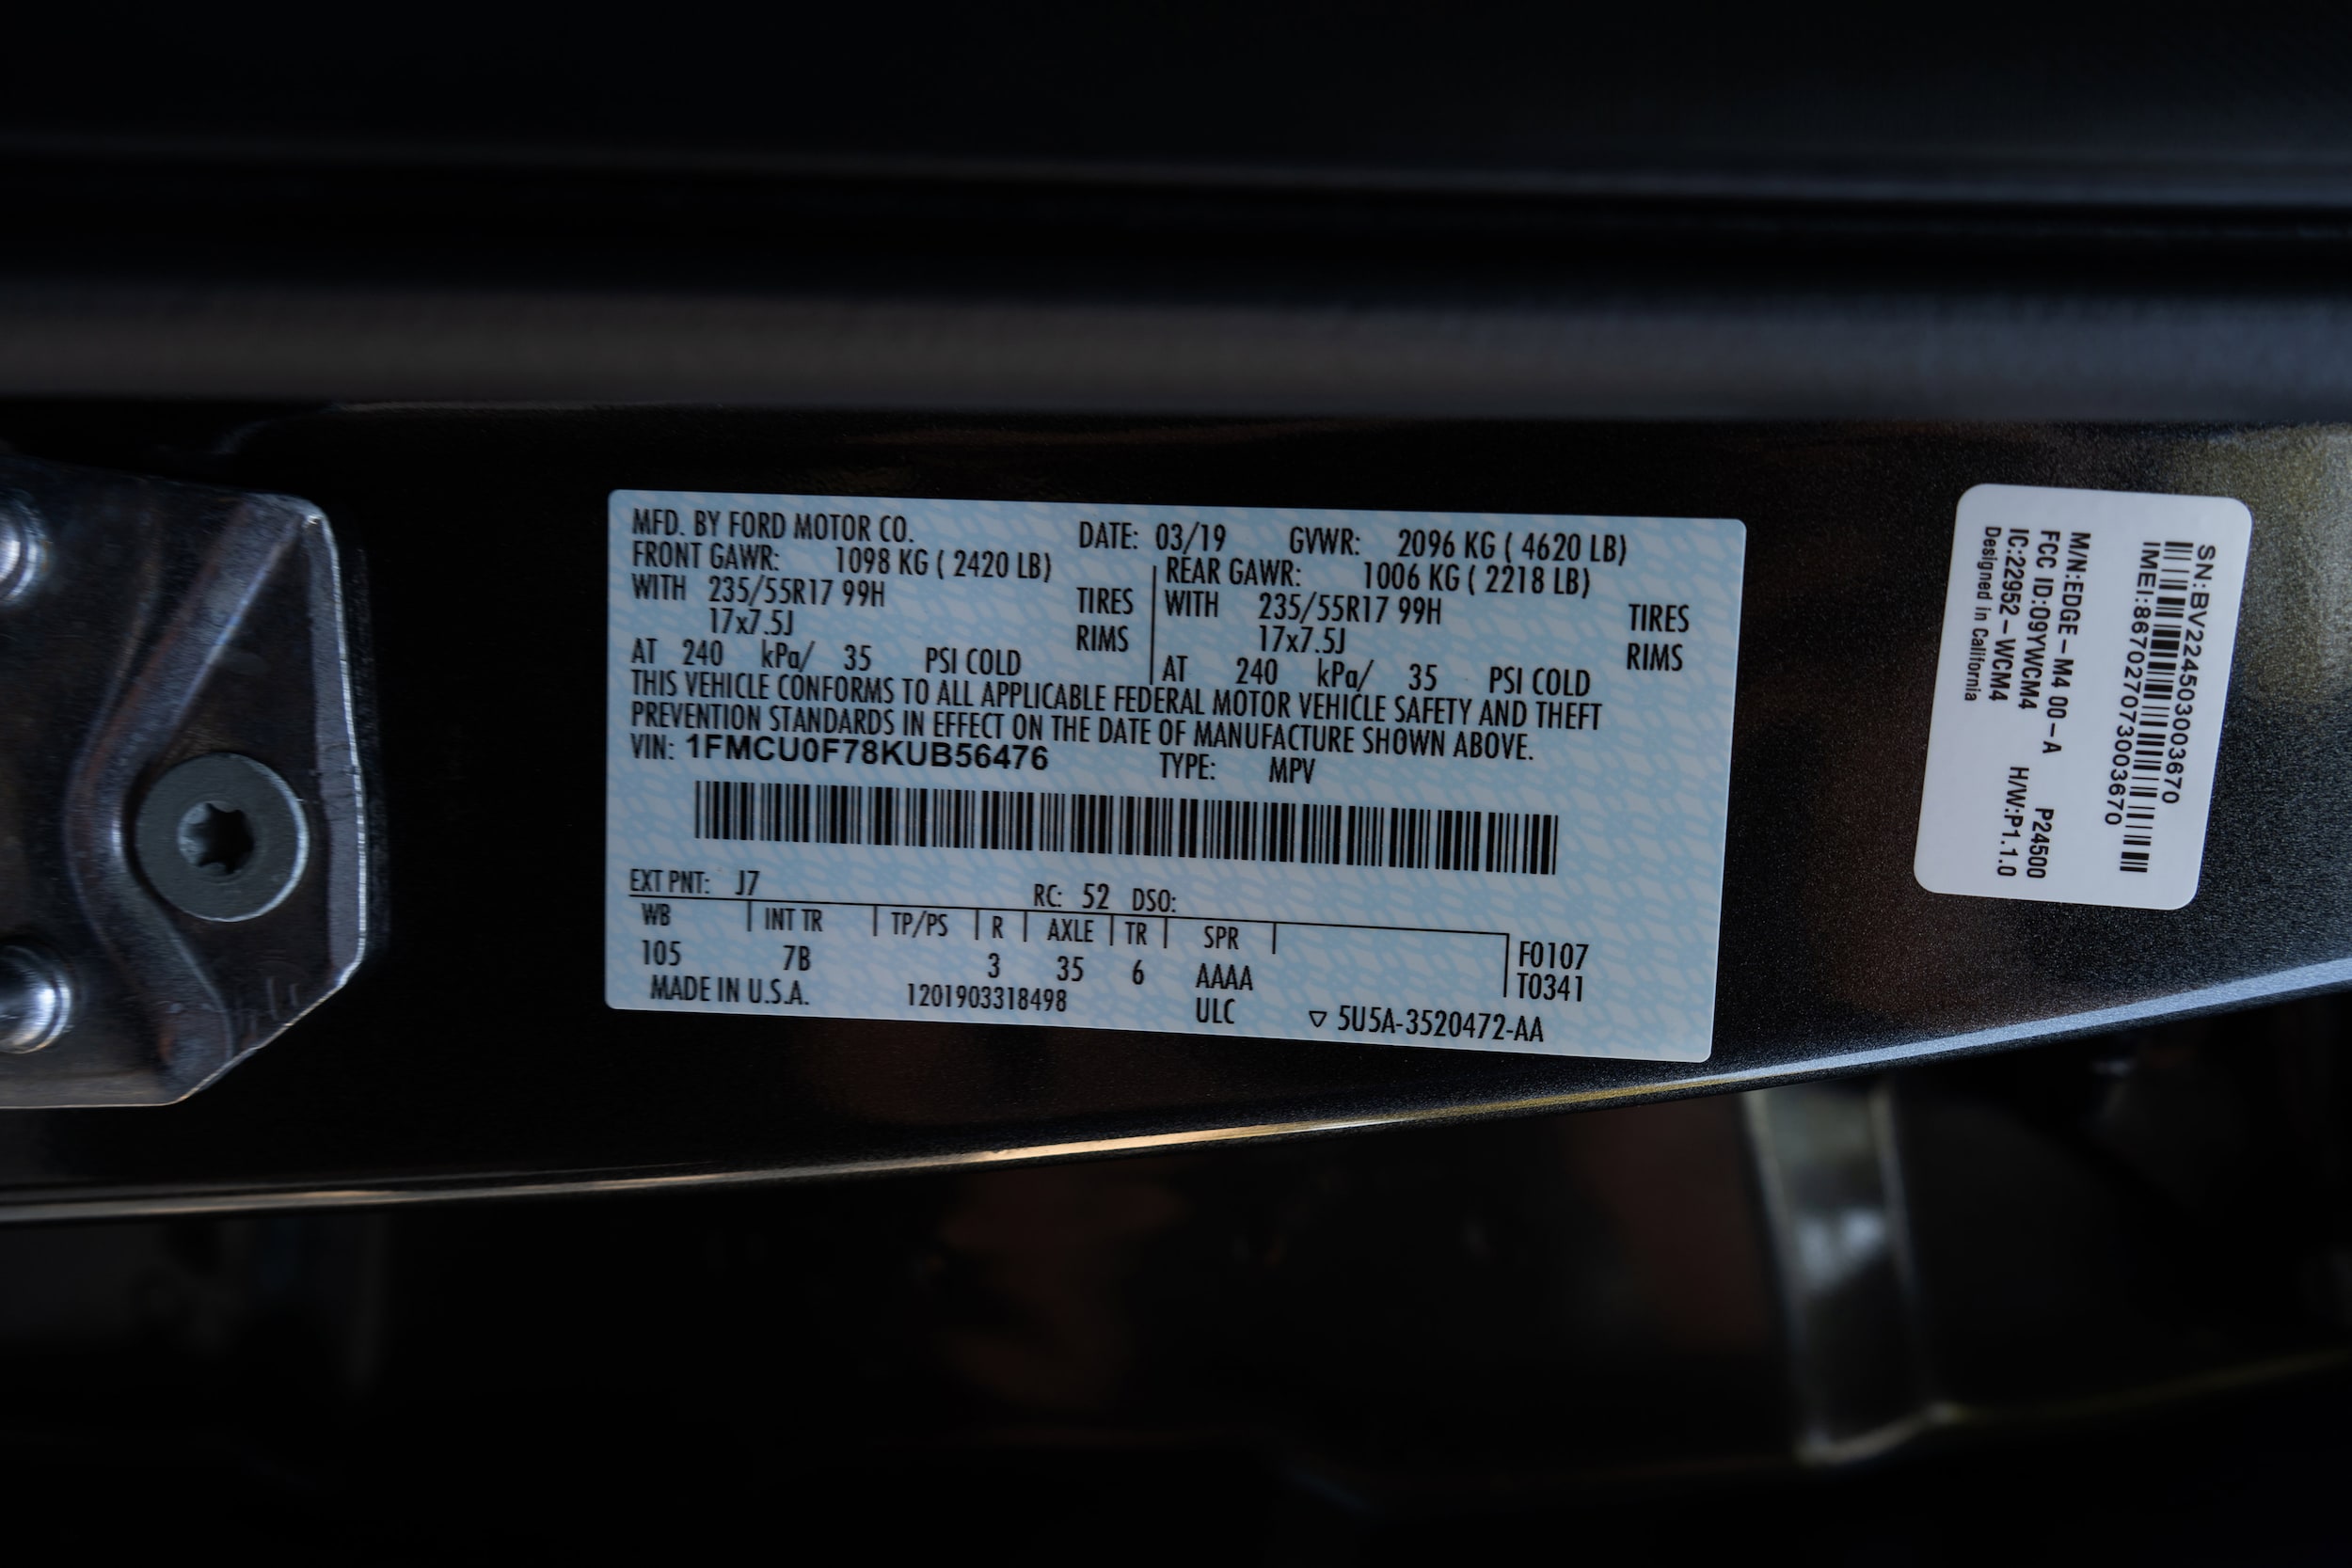 MFD. BY FORD MOTOR CO. DATE: 03/19 GVWR: 2096 KG ( 4620 LB)
FRONT GAWR: 1098 KG ( 2420 LB) REAR GAWR: 1006 KG ( 2218 LB)
WITH 235/55R17 99H TIRES WITH 235/55R17 99H TIRES
17x7.5J RIMS 17x7.5J RIMS
AT 240 kPa/ 35 PSI COLD AT 240 kPa/ 35 PSI COLD
THIS VEHICLE CONFORMS TO ALL APPLICABLE FEDERAL MOTOR VEHICLE SAFETY AND THEFT
PREVENTION STANDARDS IN EFFECT ON THE DATE OF MANUFACTURE SHOWN ABOVE.
VIN: 1FMCU0F78KUB56476 TYPE: MPV
EXT PNT: J7 RC: 52 DSO:
WB INT TR TP/PS R AXLE TR SPR
105 7B 3 35 6 AAAA F0107
T0341
MADE IN U.S.A. 1201903318498 ULC ▽ 5U5A-3520472-AA
SN:BV224503003670
IMEI:867027073003670
M/N:EDGE-M4 00-A P24500
FCC ID:O9YWCM4
IC:22952-WCM4 H/W:P1.1.0
Designed in California